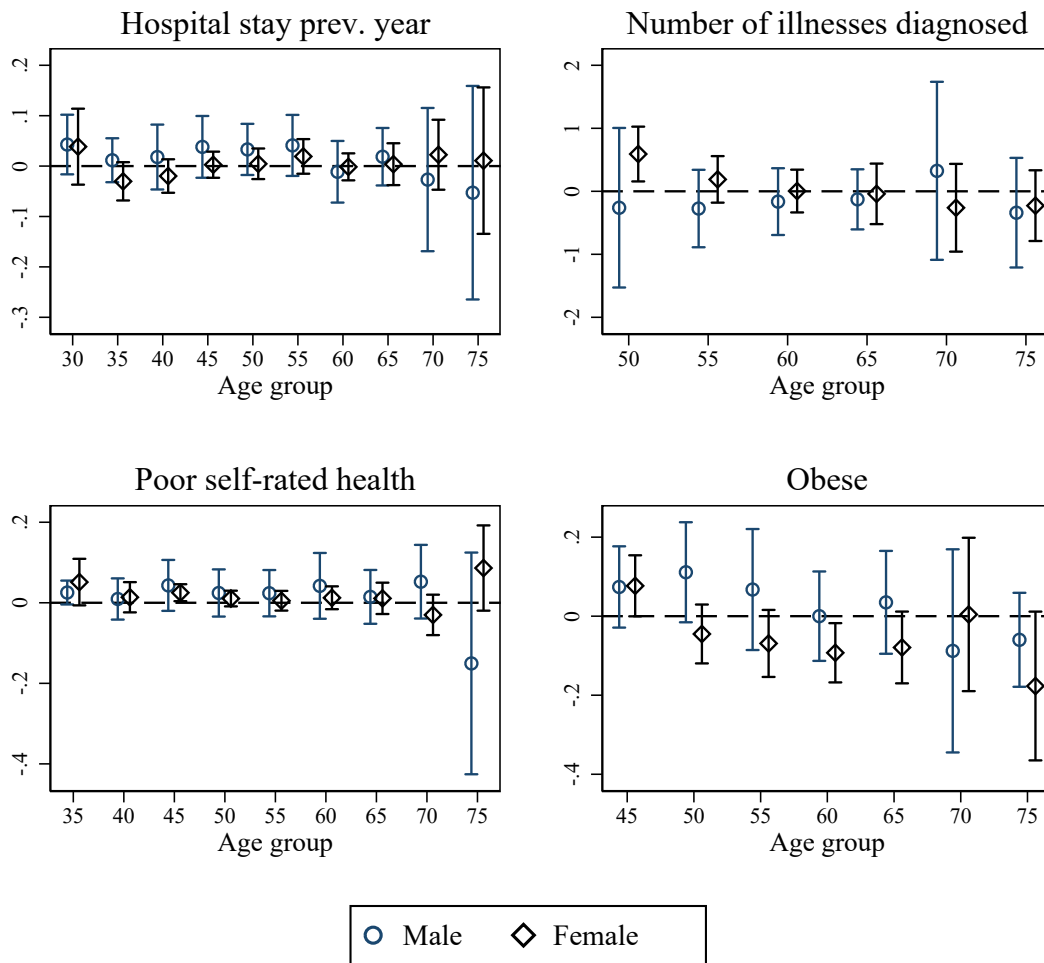 Hospital stay prev. year
.2
.1
0
-.1
-.2
-.3
30 35 40 45 50 55 60 65 70 75
Age group
Number of illnesses diagnosed
2
1
0
-1
-2
50 55 60 65 70 75
Age group
Poor self-rated health
.2
0
-.2
-.4
35 40 45 50 55 60 65 70 75
Age group
Obese
.2
0
-.2
-.4
45 50 55 60 65 70 75
Age group
Male Female